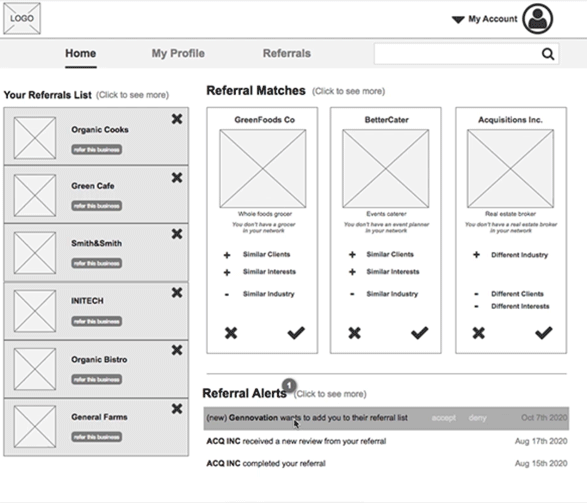 LOGO
My Account
Home
My Profile
Referrals
Your Referrals List (Click to see more)
Organic Cooks
refer this business
Green Cafe
refer this business
Smith&Smith
refer this business
INITECH
refer this business
Organic Bistro
refer this business
General Farms
refer this business
Referral Matches (Click to see more)
GreenFoods Co
Whole foods grocer
You don't have a grocer
in your network
+ Similar Clients
+ Similar Interests
- Similar Industry
BetterCater
Events caterer
You don't have an event planner
in your network
+ Similar Clients
+ Similar Interests
- Similar Industry
Acquisitions Inc.
Real estate broker
You don't have a real estate broker
in your network
+ Different Industry
- Different Clients
- Different Interests
Referral Alerts 1 (Click to see more)
(new) Gennovation wants to add you to their referral list accept deny Oct 7th 2020
ACQ INC received a new review from your referral Aug 17th 2020
ACQ INC completed your referral Aug 15th 2020